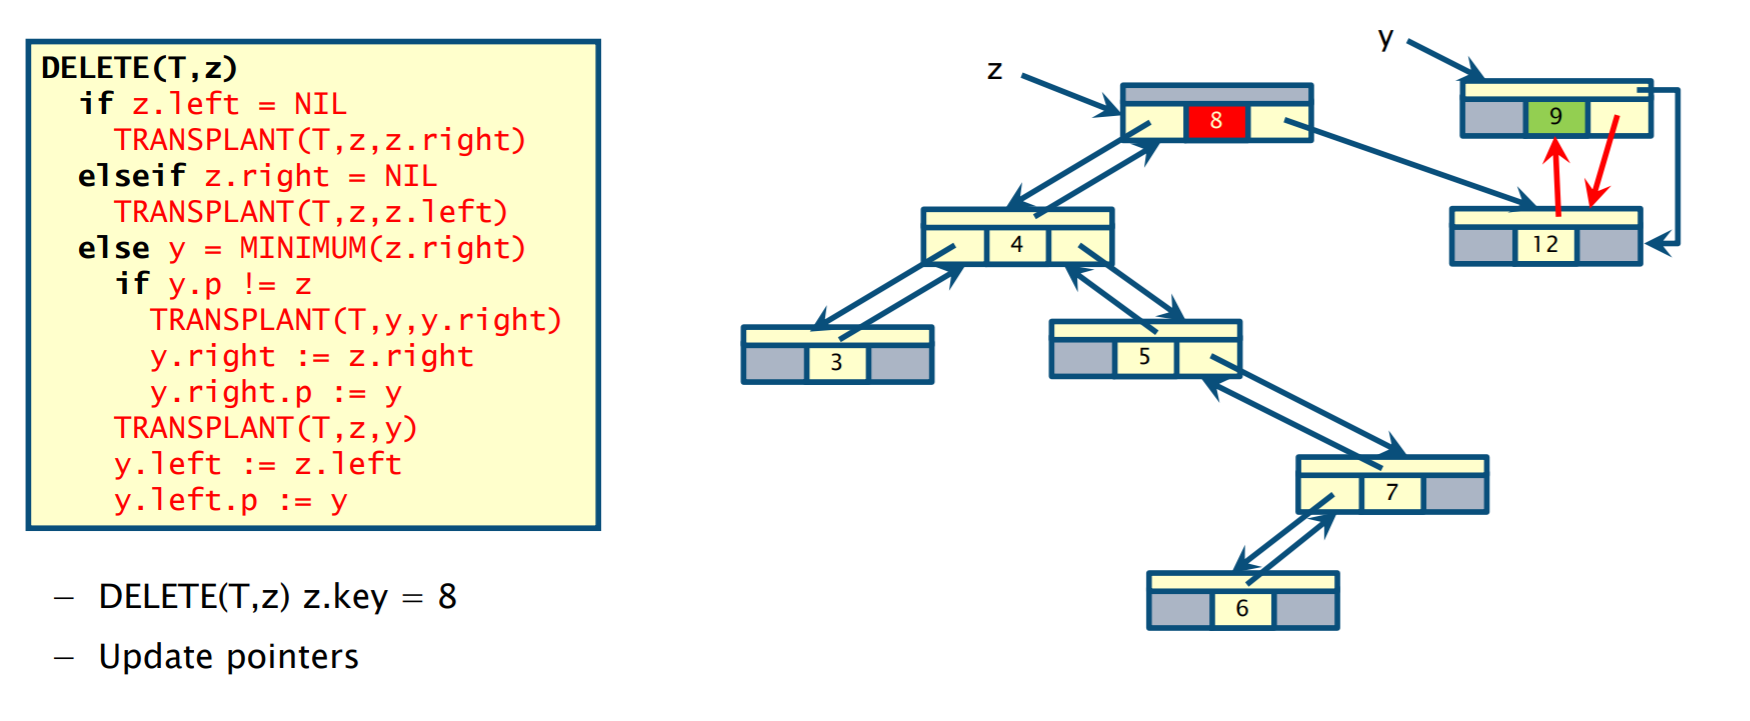 DELETE(T,z)
if z.left = NIL
TRANSPLANT(T,z,z.right)
elseif z.right = NIL
TRANSPLANT(T,z,z.left)
else y = MINIMUM(z.right)
if y.p != z
TRANSPLANT(T,y,y.right)
y.right := z.right
y.right.p := y
TRANSPLANT(T,z,y)
y.left := z.left
y.left.p := y
– DELETE(T,z) z.key = 8
– Update pointers
y
z
8
9
4
12
3
5
7
6